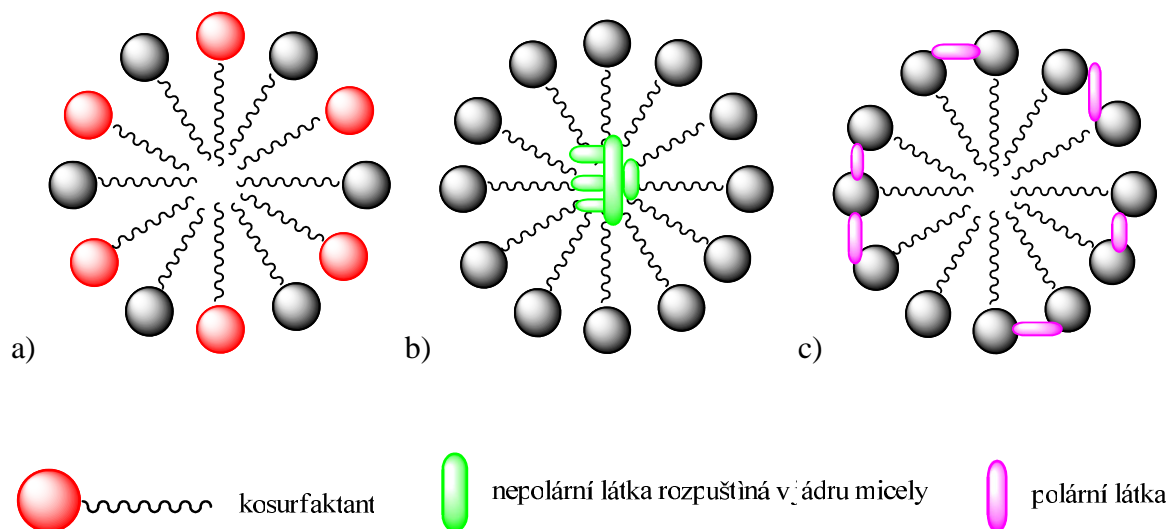 a)
b)
c)
kosurfaktant
nepolární látka rozpuštìná v jádru micely
polární látka